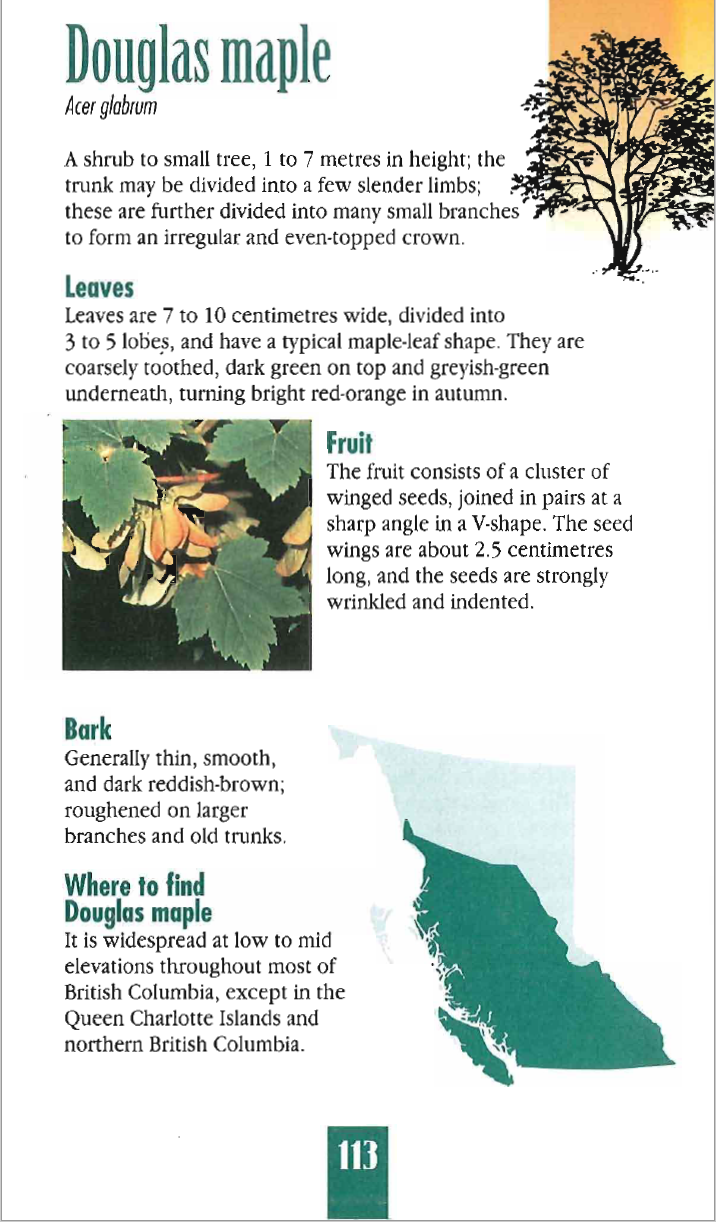 Douglas maple
Acer glabrum
A shrub to small tree, 1 to 7 metres in height; the
trunk may be divided into a few slender limbs;
these are further divided into many small branches
to form an irregular and even-topped crown.
Leaves
Leaves are 7 to 10 centimetres wide, divided into
3 to 5 lobes, and have a typical maple-leaf shape. They are
coarsely toothed, dark green on top and greyish-green
underneath, turning bright red-orange in autumn.
Fruit
The fruit consists of a cluster of
winged seeds, joined in pairs at a
sharp angle in a V-shape. The seed
wings are about 2.5 centimetres
long, and the seeds are strongly
wrinkled and indented.
Bark
Generally thin, smooth,
and dark reddish-brown;
roughened on larger
branches and old trunks.
Where to find
Douglas maple
It is widespread at low to mid
elevations throughout most of
British Columbia, except in the
Queen Charlotte Islands and
northern British Columbia.
113